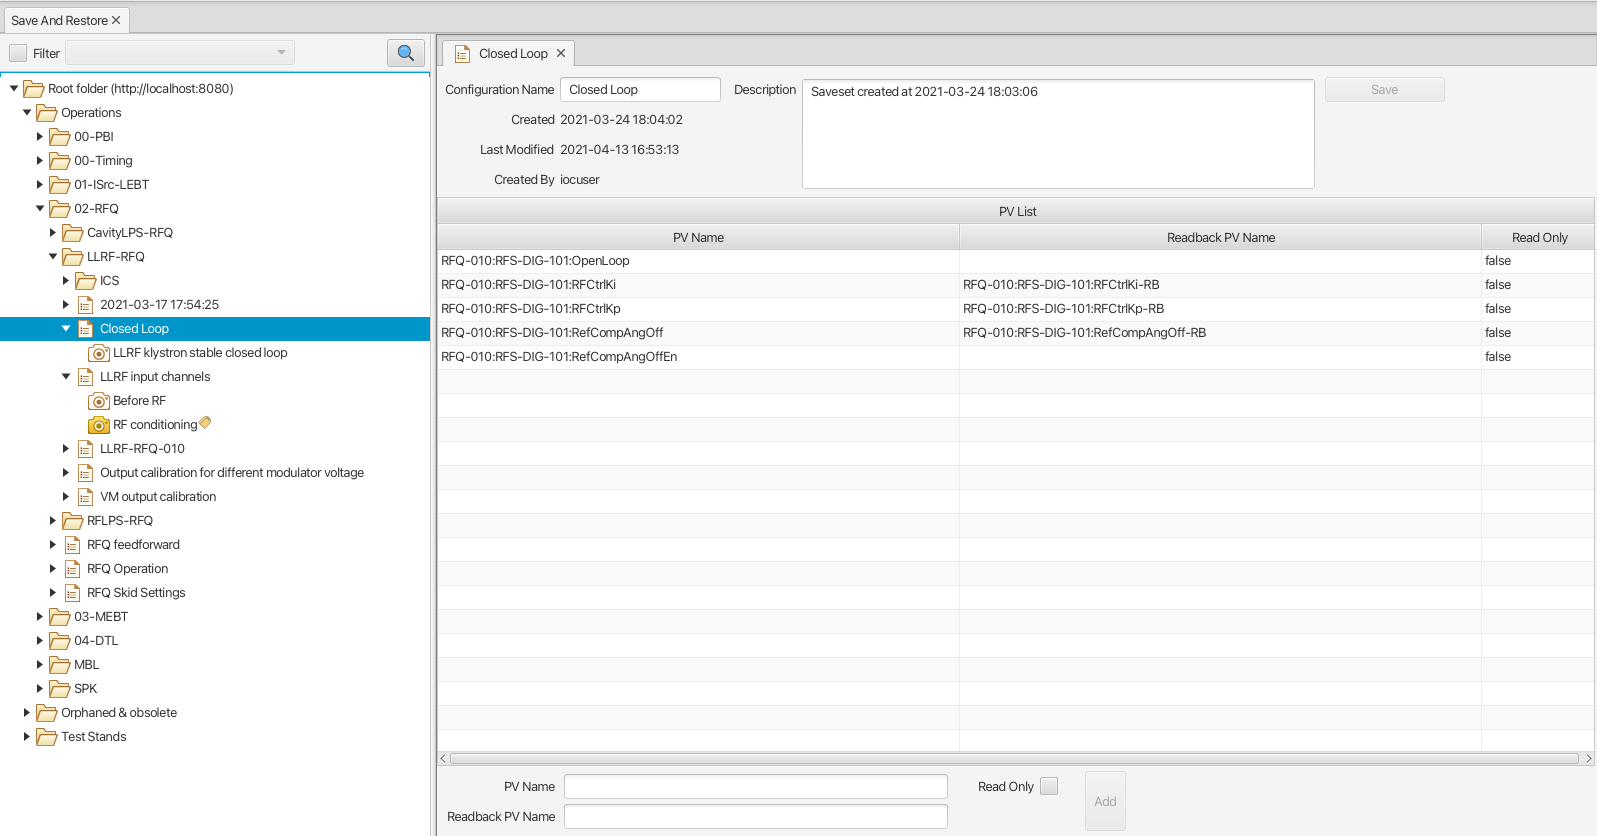 Save And Restore
Filter
Root folder (http://localhost:8080)
Operations
00-PBI
00-Timing
01-ISrc-LEBT
02-RFQ
CavityLPS-RFQ
LLRF-RFQ
ICS
2021-03-17 17:54:25
Closed Loop
LLRF klystron stable closed loop
LLRF input channels
Before RF
RF conditioning
LLRF-RFQ-010
Output calibration for different modulator voltage
VM output calibration
RFLPS-RFQ
RFQ feedforward
RFQ Operation
RFQ Skid Settings
03-MEBT
04-DTL
MBL
SPK
Orphaned & obsolete
Test Stands
Closed Loop
Configuration Name Closed Loop Description Saveset created at 2021-03-24 18:03:06 Save
Created 2021-03-24 18:04:02
Last Modified 2021-04-13 16:53:13
Created By iocuser
PV List
PV Name Readback PV Name Read Only
RFQ-010:RFS-DIG-101:OpenLoop false
RFQ-010:RFS-DIG-101:RFCtrlKi RFQ-010:RFS-DIG-101:RFCtrlKi-RB false
RFQ-010:RFS-DIG-101:RFCtrlKp RFQ-010:RFS-DIG-101:RFCtrlKp-RB false
RFQ-010:RFS-DIG-101:RefCompAngOff RFQ-010:RFS-DIG-101:RefCompAngOff-RB false
RFQ-010:RFS-DIG-101:RefCompAngOffEn false
PV Name Read Only Add
Readback PV Name